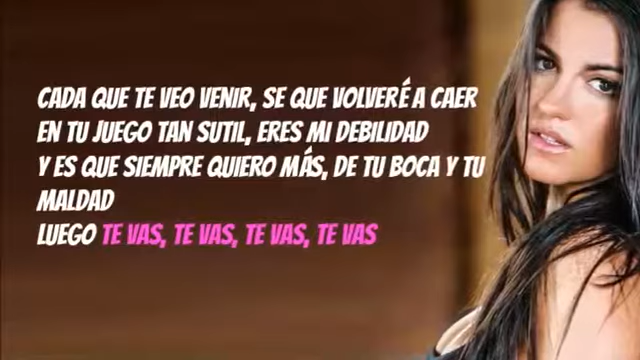 CADA QUE TE VEO VENIR, SE QUE VOLVERÉ A CAER
EN TU JUEGO TAN SUTIL, ERES MI DEBILIDAD
Y ES QUE SIEMPRE QUIERO MÁS, DE TU BOCA Y TU
MALDAD
LUEGO TE VAS, TE VAS, TE VAS, TE VAS